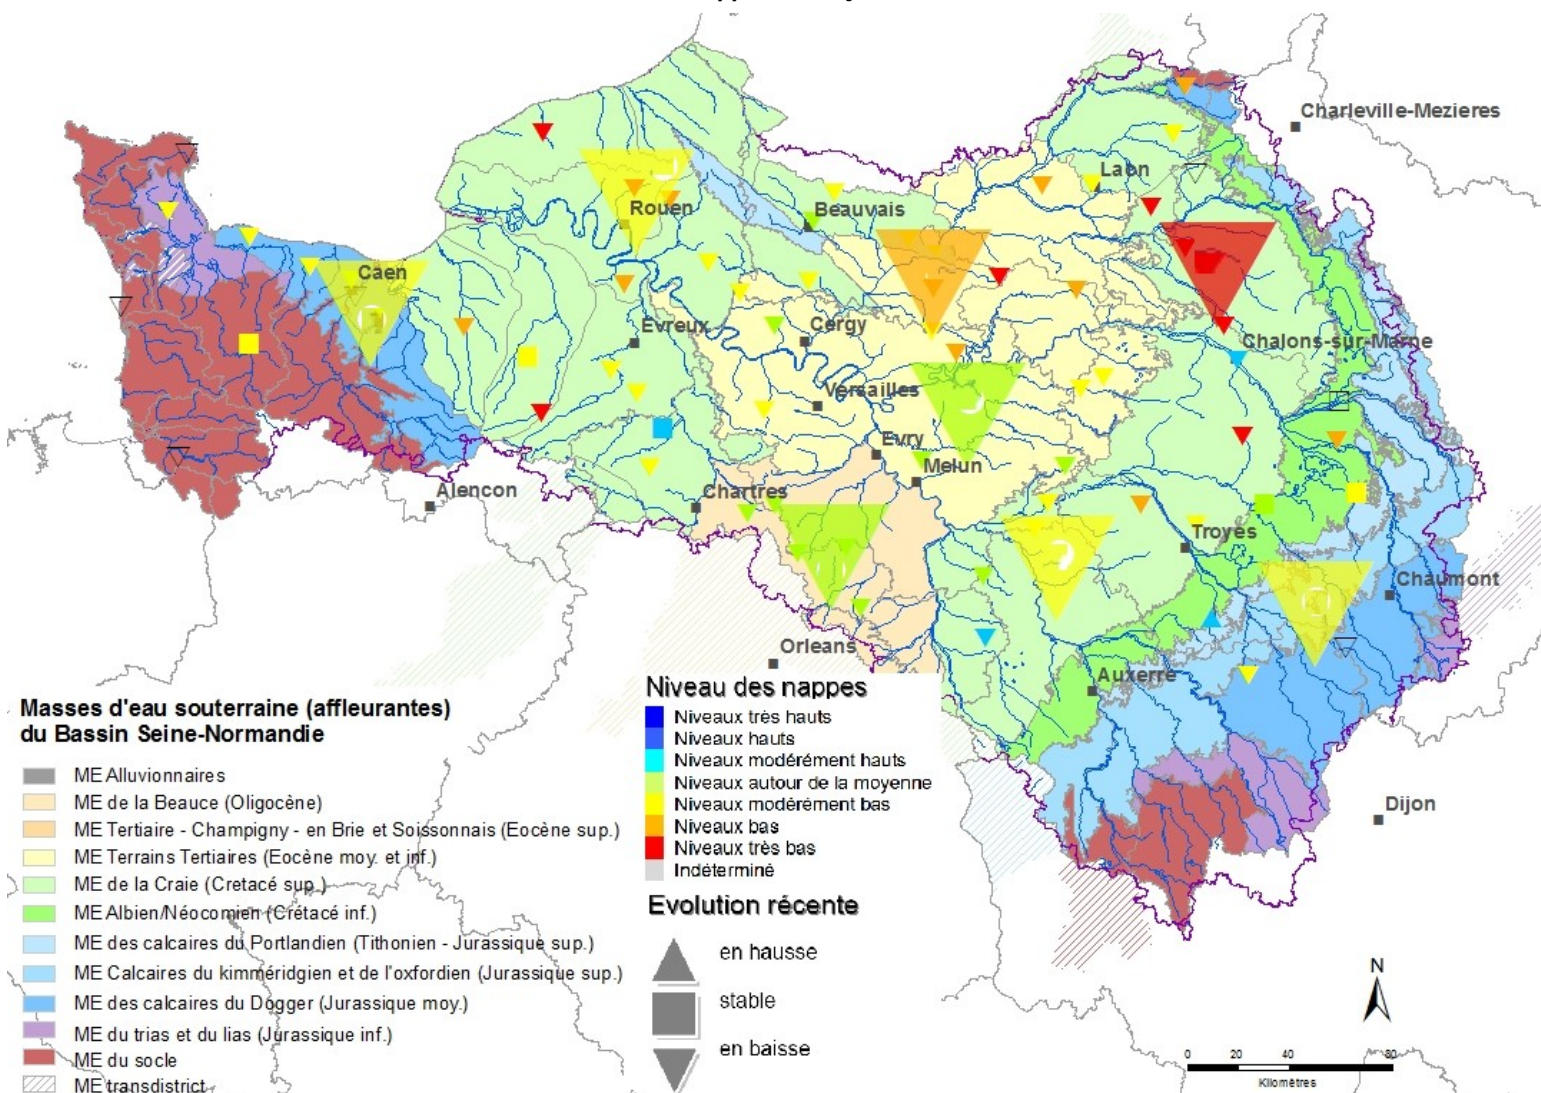 Charleville-Mezieres
Laon
Rouen
Beauvais
Caen
Evreux
Cergy
Chalons-sur-Marne
Versailles
Evry
Melun
Alencon
Chartres
Troyes
Chaumont
Orleans
Auxerre
Dijon
Masses d'eau souterraine (affleurantes)
du Bassin Seine-Normandie
ME Alluvionnaires
ME de la Beauce (Oligocène)
ME Tertiaire - Champigny - en Brie et Soissonnais (Eocène sup.)
ME Terrains Tertiaires (Eocène moy. et inf.)
ME de la Craie (Cretacé sup.)
ME Albien/Néocomien (Crétacé inf.)
ME des calcaires du Portlandien (Tithonien - Jurassique sup.)
ME Calcaires du kimméridgien et de l'oxfordien (Jurassique sup.)
ME des calcaires du Dogger (Jurassique moy.)
ME du trias et du lias (Jurassique inf.)
ME du socle
ME transdistrict
Niveau des nappes
Niveaux très hauts
Niveaux hauts
Niveaux modérément hauts
Niveaux autour de la moyenne
Niveaux modérément bas
Niveaux bas
Niveaux très bas
Indéterminé
Evolution récente
en hausse
stable
en baisse
N
0 20 40 80
Kilomètres